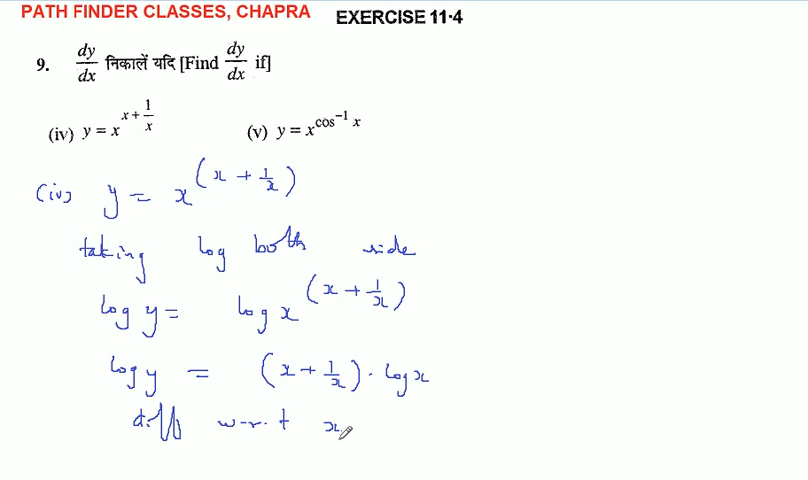 PATH FINDER CLASSES, CHAPRA EXERCISE 11·4
9. dy/dx निकालें यदि [Find dy/dx if]
(iv) y = x^(x + 1/x) (v) y = x^(cos⁻¹ x)
(iv) y = x^(x + 1/x)
taking log both side
log y = log x^(x + 1/x)
log y = (x + 1/x) · log x
diff w.r.t x